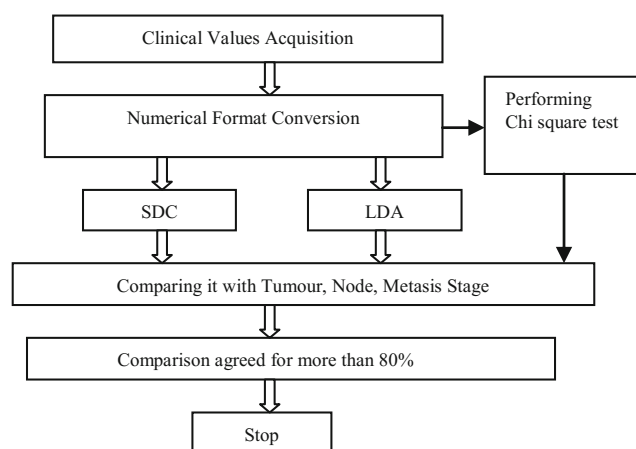 Clinical Values Acquisition
Numerical Format Conversion
Performing
Chi square test
SDC
LDA
Comparing it with Tumour, Node, Metasis Stage
Comparison agreed for more than 80%
Stop